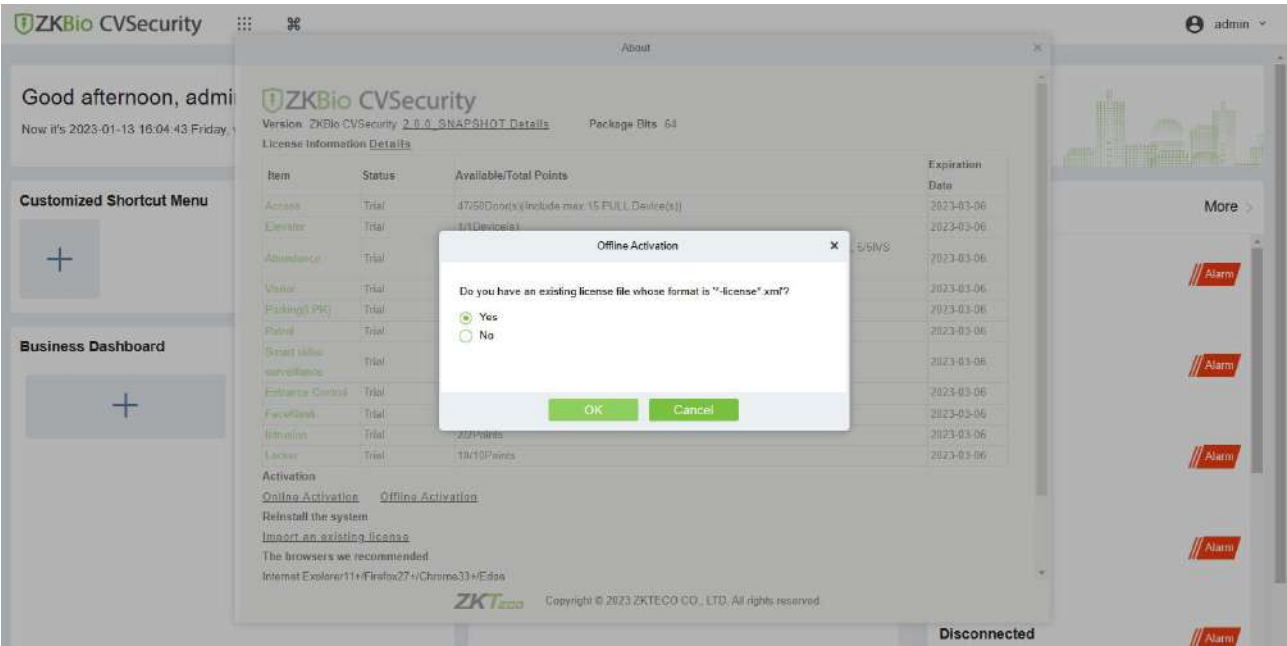 ZKBio CVSecurity
admin
About
Good afternoon, admi
Now it's 2023-01-13 16:04:43 Friday,
Customized Shortcut Menu
Business Dashboard
ZKBio CVSecurity
Version ZKBio CVSecurity 2.0.0_SNAPSHOT Details Package Bits 64
License Information Details
Item Status Available/Total Points Expiration Date
Access Trial 47/50Door(s)(Include max 15 PULL Device(s)) 2023-03-06
Elevator Trial 1/1Device(s) 2023-03-06
Attendance Trial , 5/5IVS 2023-03-06
Visitor Trial 2023-03-06
Parking(LPR) Trial 2023-03-06
Patrol Trial 2023-03-06
Smart video surveillance Trial 2023-03-06
Entrance Control Trial 2023-03-06
FaceKiosk Trial 2023-03-06
Intrusion Trial 2/2Points 2023-03-06
Locker Trial 10/10Points 2023-03-06
Activation
Online Activation Offline Activation
Reinstall the system
Import an existing license
The browsers we recommended
Internet Explorer11+/Firefox27+/Chrome33+/Edge
ZKTeco Copyright © 2023 ZKTECO CO., LTD. All rights reserved
Offline Activation
Do you have an existing license file whose format is "*-license*.xml"?
Yes
No
OK Cancel
More
Alarm
Alarm
Alarm
Alarm
Disconnected
Alarm